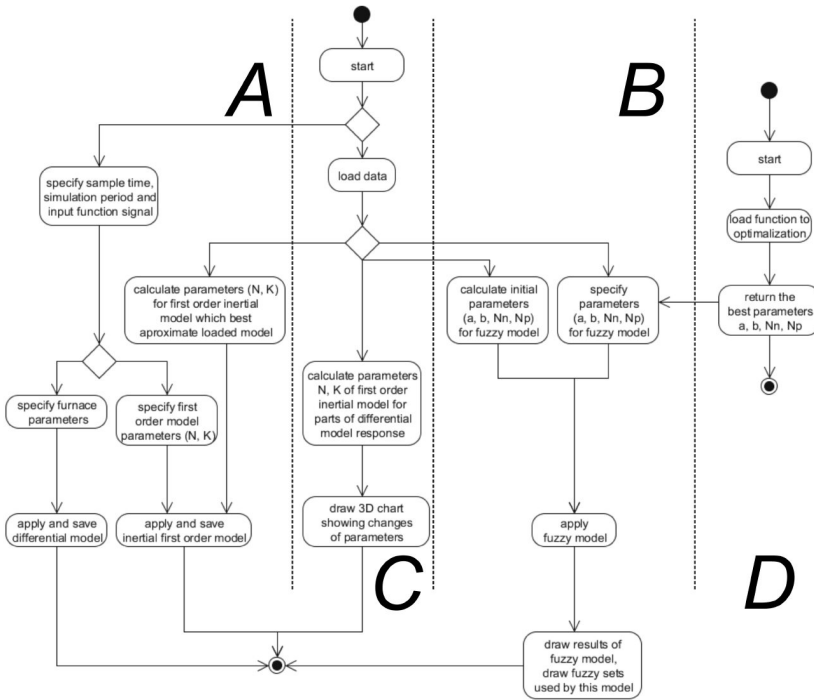 A
B
C
D
start
load data
specify sample time,
simulation period and
input function signal
calculate parameters (N, K)
for first order inertial
model which best
aproximate loaded model
calculate initial
parameters
(a, b, Nn, Np)
for fuzzy model
specify
parameters
(a, b, Nn, Np)
for fuzzy model
calculate parameters
N, K of first order
inertial model for
parts of differential
model response
specify furnace
parameters
specify first
order model
parameters (N, K)
apply and save
differential model
apply and save
inertial first order model
draw 3D chart
showing changes
of parameters
apply
fuzzy model
draw results of
fuzzy model,
draw fuzzy sets
used by this model
start
load function to
optimalization
return the
best parameters
a, b, Nn, Np